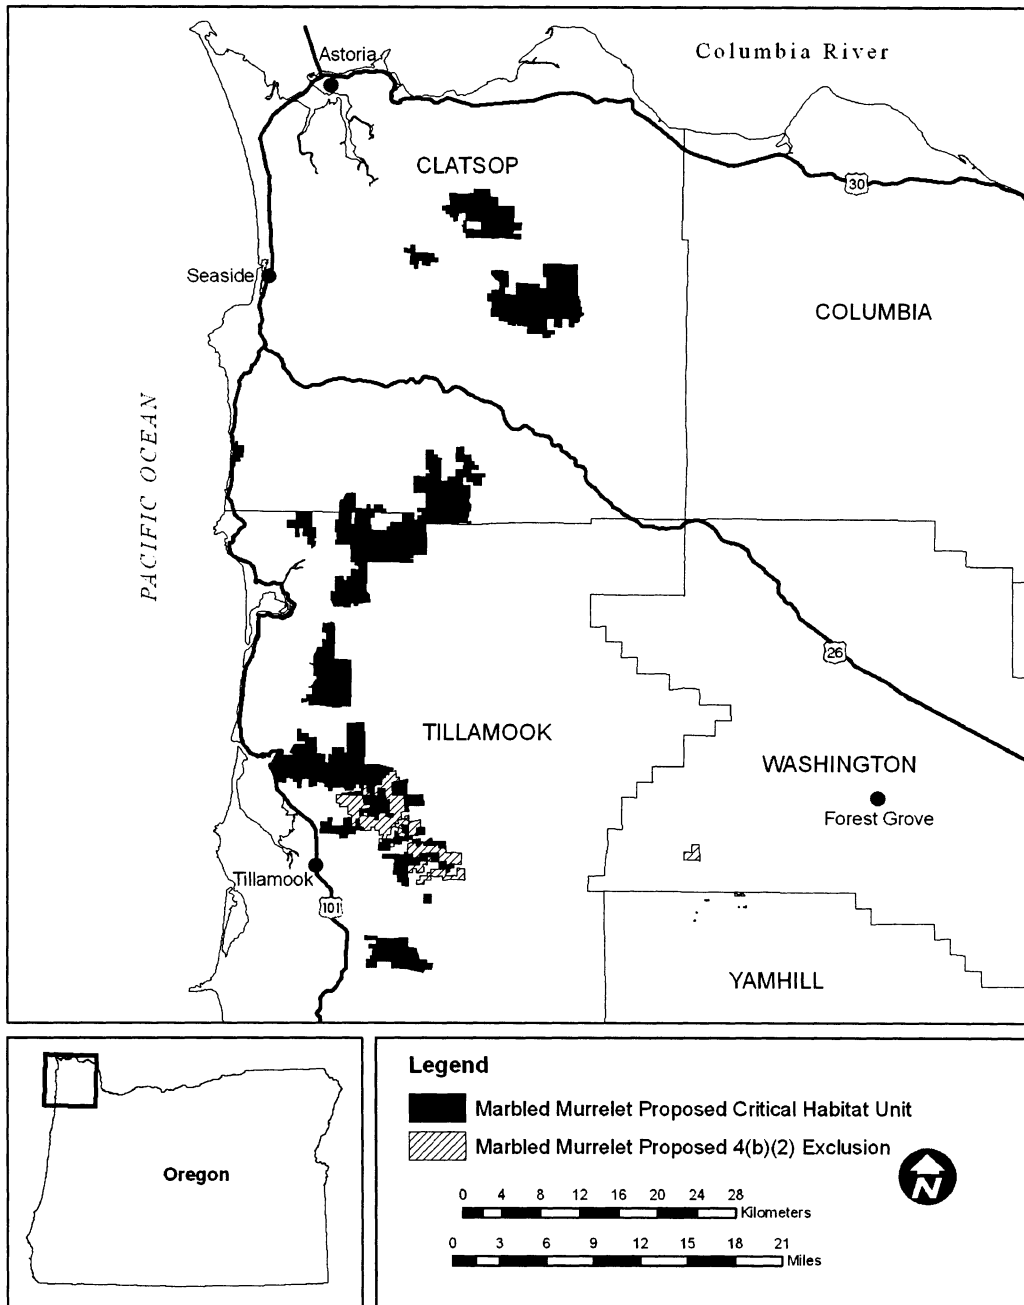 Columbia River
Astoria
CLATSOP
30
Seaside
COLUMBIA
PACIFIC OCEAN
26
TILLAMOOK
WASHINGTON
Forest Grove
Tillamook
101
YAMHILL
Oregon
Legend
Marbled Murrelet Proposed Critical Habitat Unit
Marbled Murrelet Proposed 4(b)(2) Exclusion
N
0 4 8 12 16 20 24 28
Kilometers
0 3 6 9 12 15 18 21
Miles